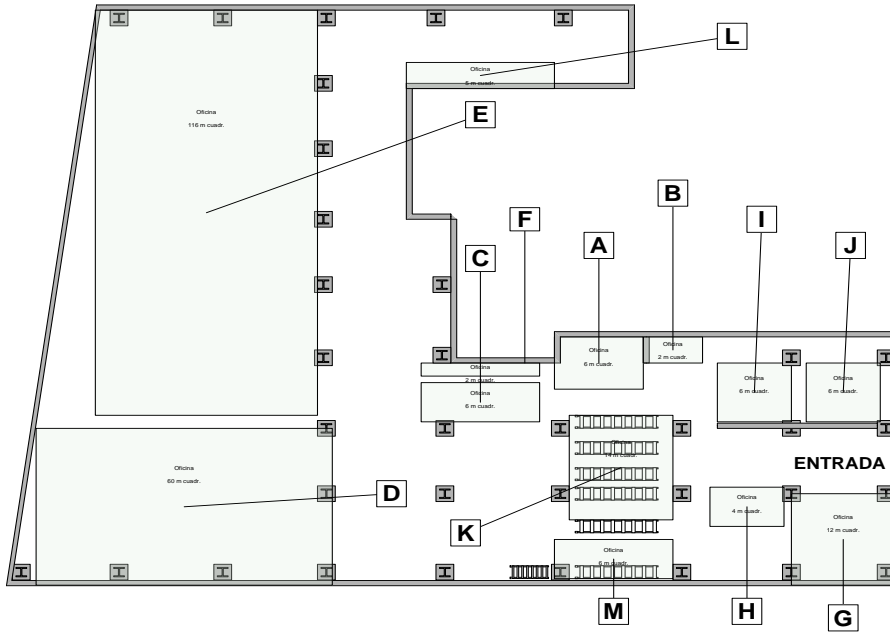 L
Oficina
5 m cuadr.
Oficina
116 m cuadr.
E
B
F
A
I
J
C
Oficina
6 m cuadr.
Oficina
2 m cuadr.
Oficina
2 m cuadr.
Oficina
6 m cuadr.
Oficina
6 m cuadr.
Oficina
6 m cuadr.
Oficina
14 m cuadr.
ENTRADA
Oficina
60 m cuadr.
D
K
Oficina
4 m cuadr.
Oficina
12 m cuadr.
Oficina
6 m cuadr.
M
H
G